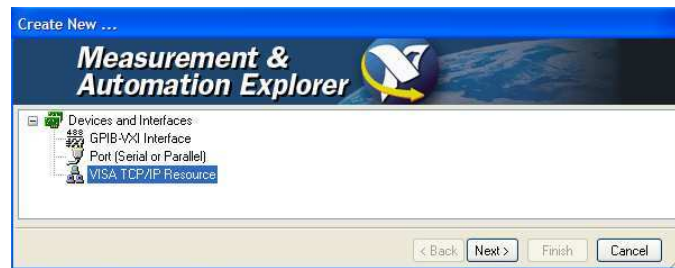 Create New ...
Measurement &
Automation Explorer
Devices and Interfaces
488
GPIB-VXI Interface
Port (Serial or Parallel)
VISA TCP/IP Resource
< Back
Next >
Finish
Cancel